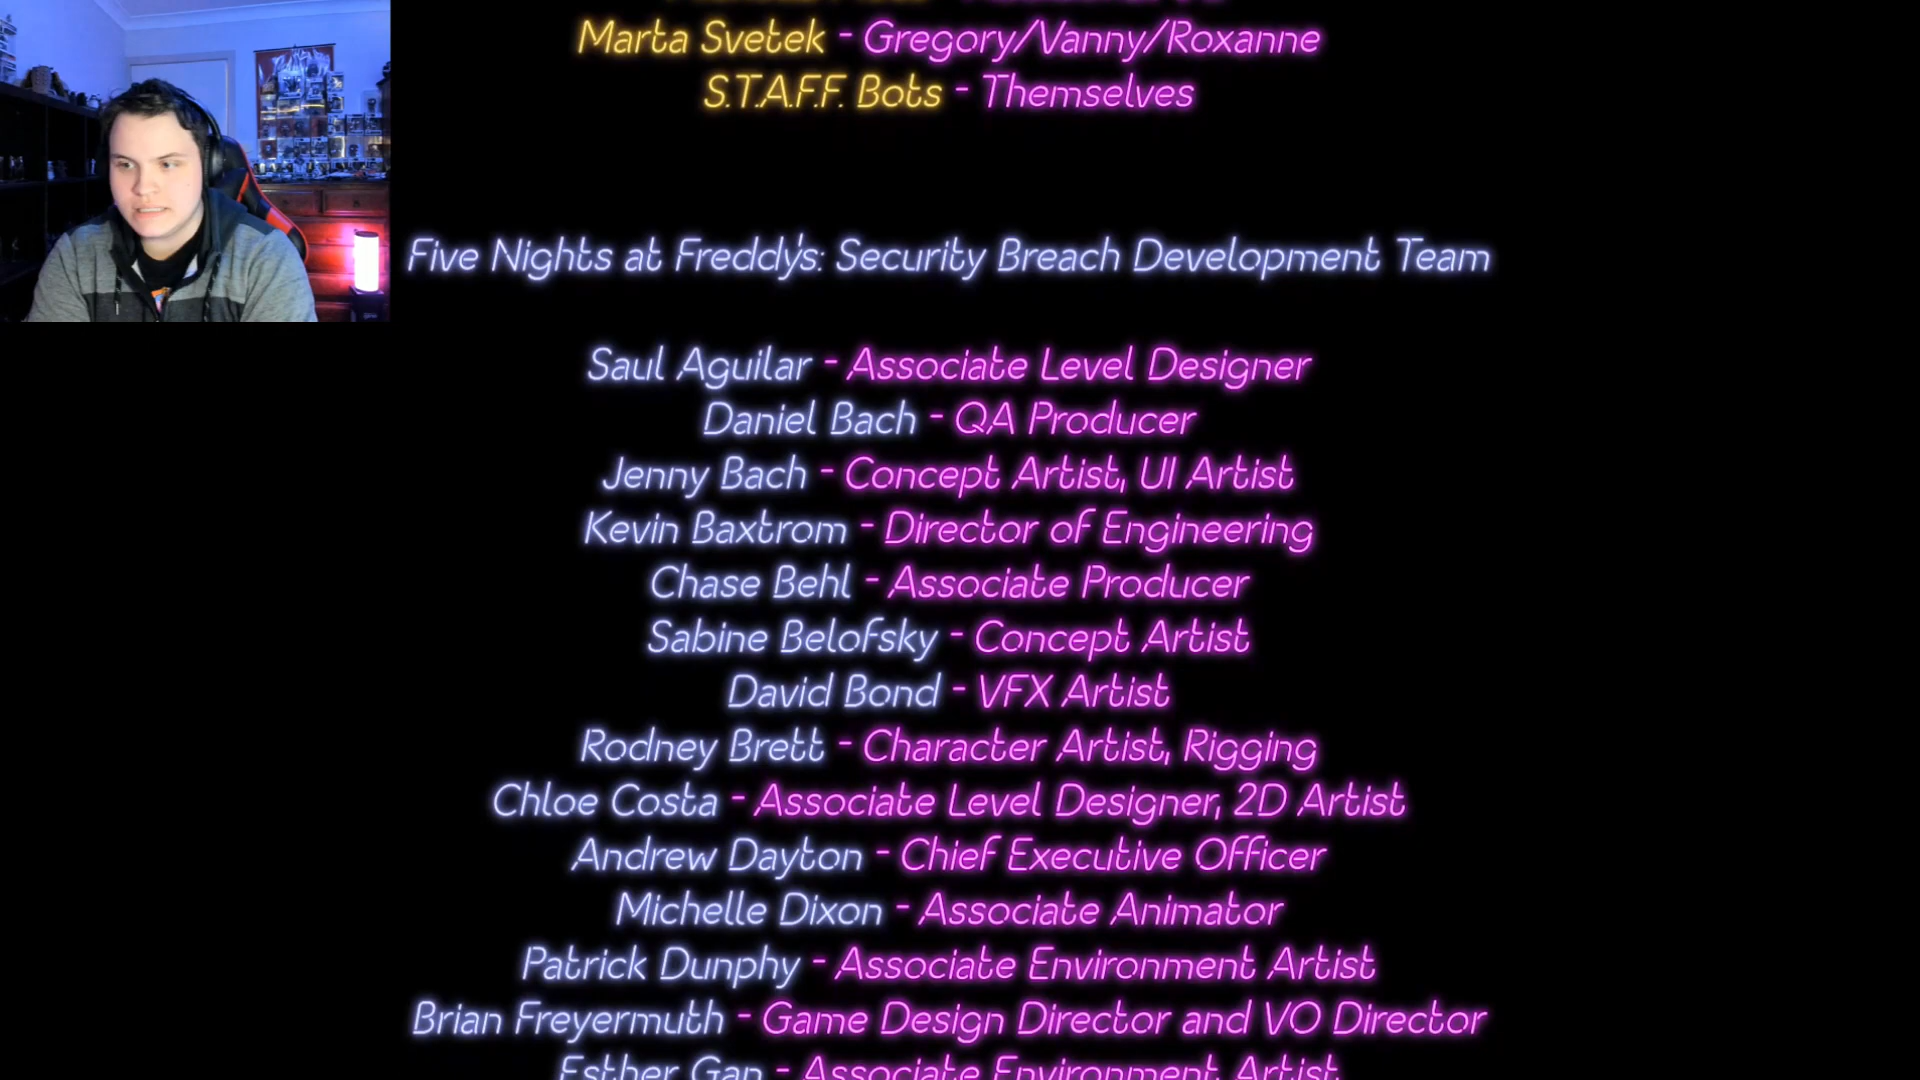 Marta Svetek - Gregory/Vanny/Roxanne
S.T.A.F.F. Bots - Themselves
Five Nights at Freddy's: Security Breach Development Team
Saul Aguilar - Associate Level Designer
Daniel Bach - QA Producer
Jenny Bach - Concept Artist, UI Artist
Kevin Baxtrom - Director of Engineering
Chase Behl - Associate Producer
Sabine Belofsky - Concept Artist
David Bond - VFX Artist
Rodney Brett - Character Artist, Rigging
Chloe Costa - Associate Level Designer, 2D Artist
Andrew Dayton - Chief Executive Officer
Michelle Dixon - Associate Animator
Patrick Dunphy - Associate Environment Artist
Brian Freyermuth - Game Design Director and VO Director
Esther Gan - Associate Environment Artist